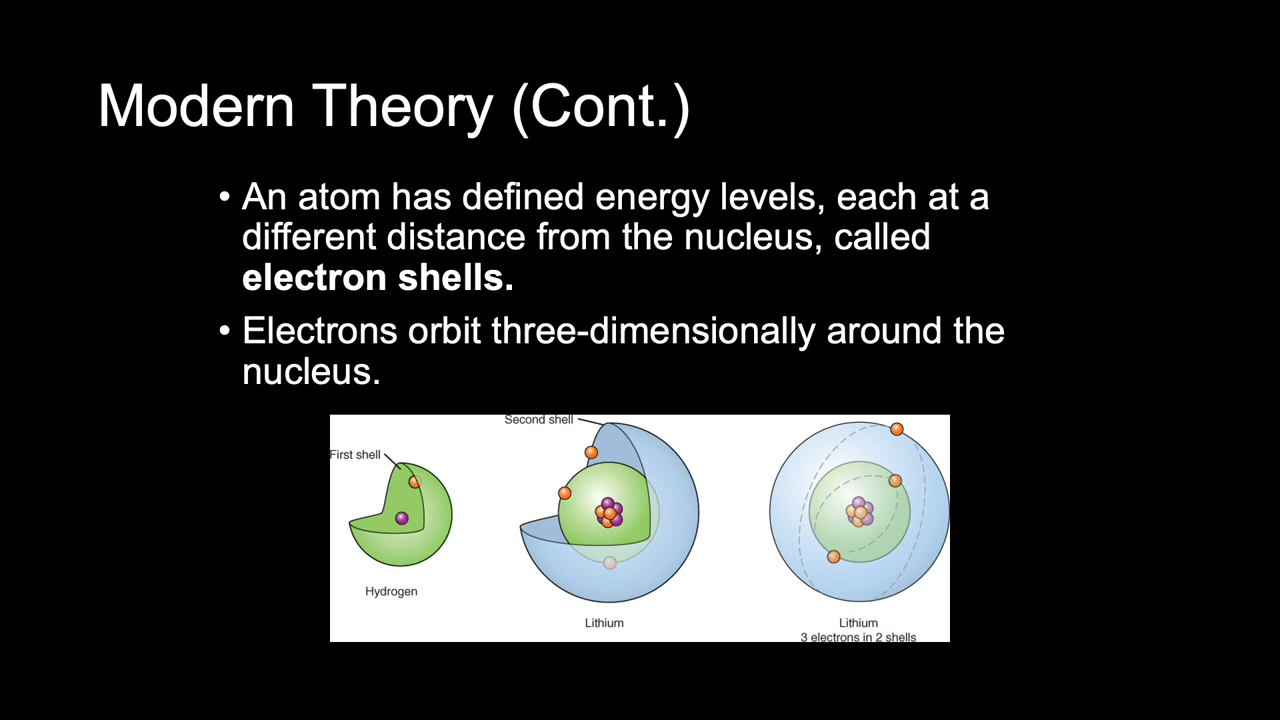 Modern Theory (Cont.)
• An atom has defined energy levels, each at a
different distance from the nucleus, called
electron shells.
• Electrons orbit three-dimensionally around the
nucleus.
Second shell
First shell
Hydrogen
Lithium
Lithium
3 electrons in 2 shells